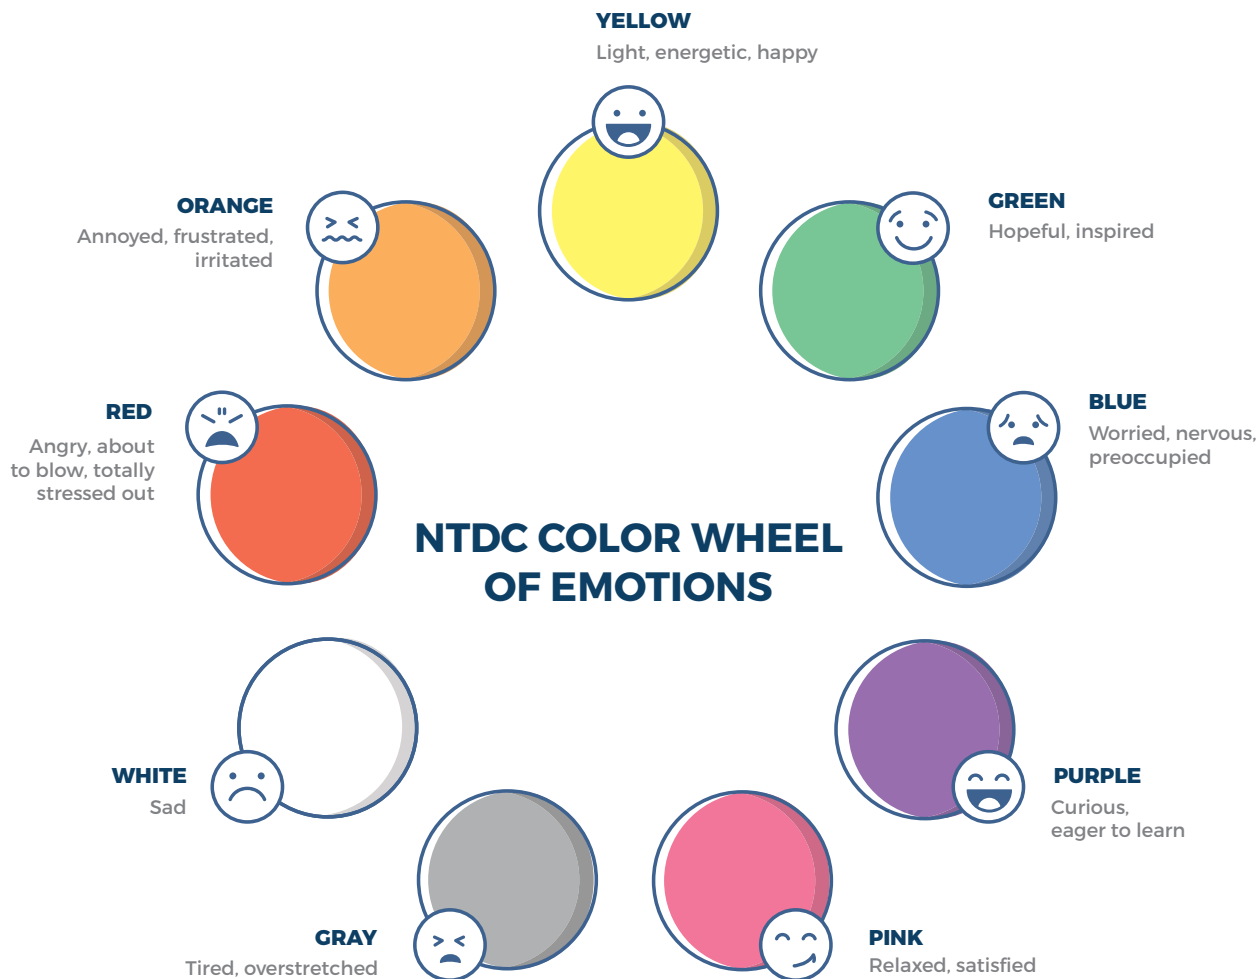 YELLOW
Light, energetic, happy
ORANGE
Annoyed, frustrated,
irritated
GREEN
Hopeful, inspired
RED
Angry, about
to blow, totally
stressed out
BLUE
Worried, nervous,
preoccupied
NTDC COLOR WHEEL
OF EMOTIONS
WHITE
Sad
PURPLE
Curious,
eager to learn
GRAY
Tired, overstretched
PINK
Relaxed, satisfied